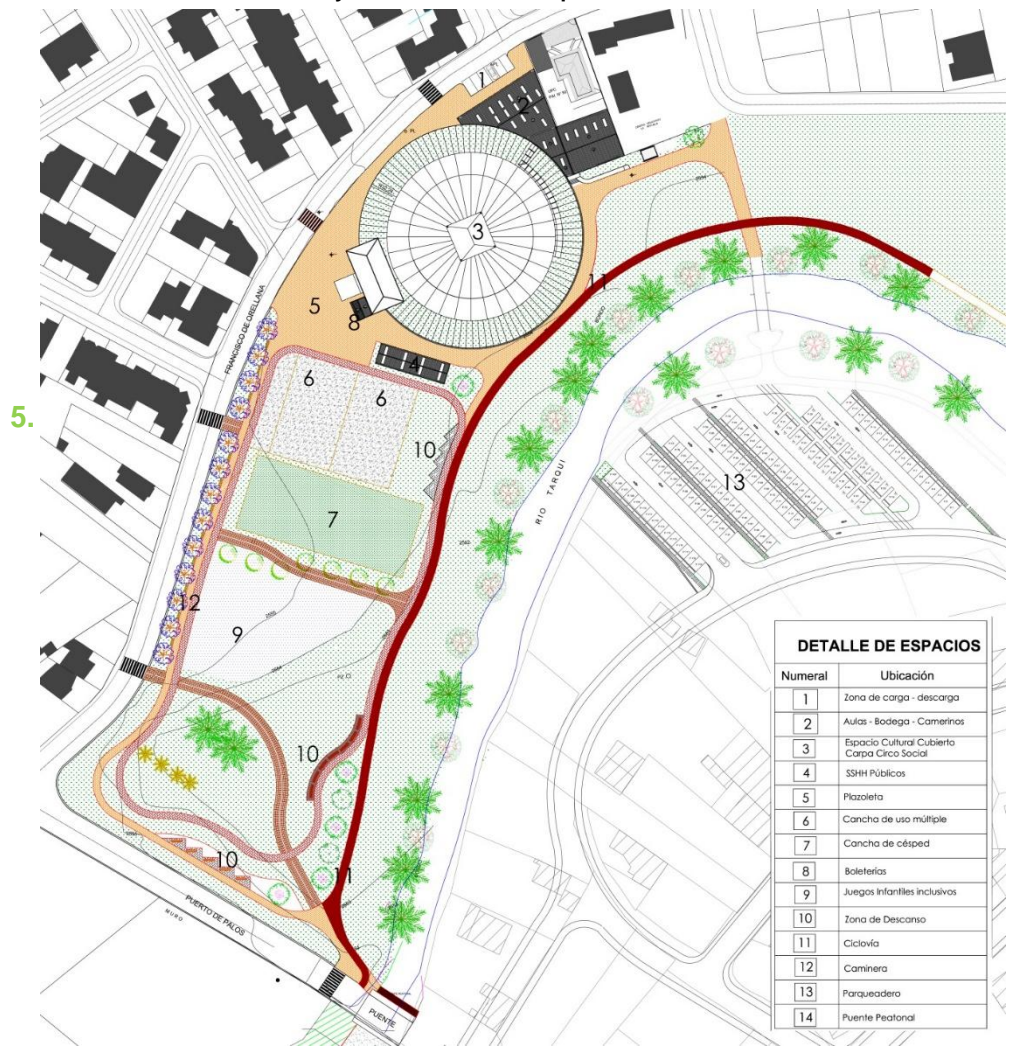 5.
1
2
3
11
5
8
4
6
6
FRANCISCO DE ORELLANA
10
7
RIO TARQUI
13
12
9
10
10
11
PUERTO DE PALOS
MURO
PUENTE
DETALLE DE ESPACIOS
Numeral Ubicación
1 Zona de carga - descarga
2 Aulas - Bodega - Camerinos
3 Espacio Cultural Cubierto
Carpa Circo Social
4 SSHH Públicos
5 Plazoleta
6 Cancha de uso múltiple
7 Cancha de césped
8 Boleterías
9 Juegos Infantiles inclusivos
10 Zona de Descanso
11 Ciclovía
12 Caminera
13 Parqueadero
14 Puente Peatonal